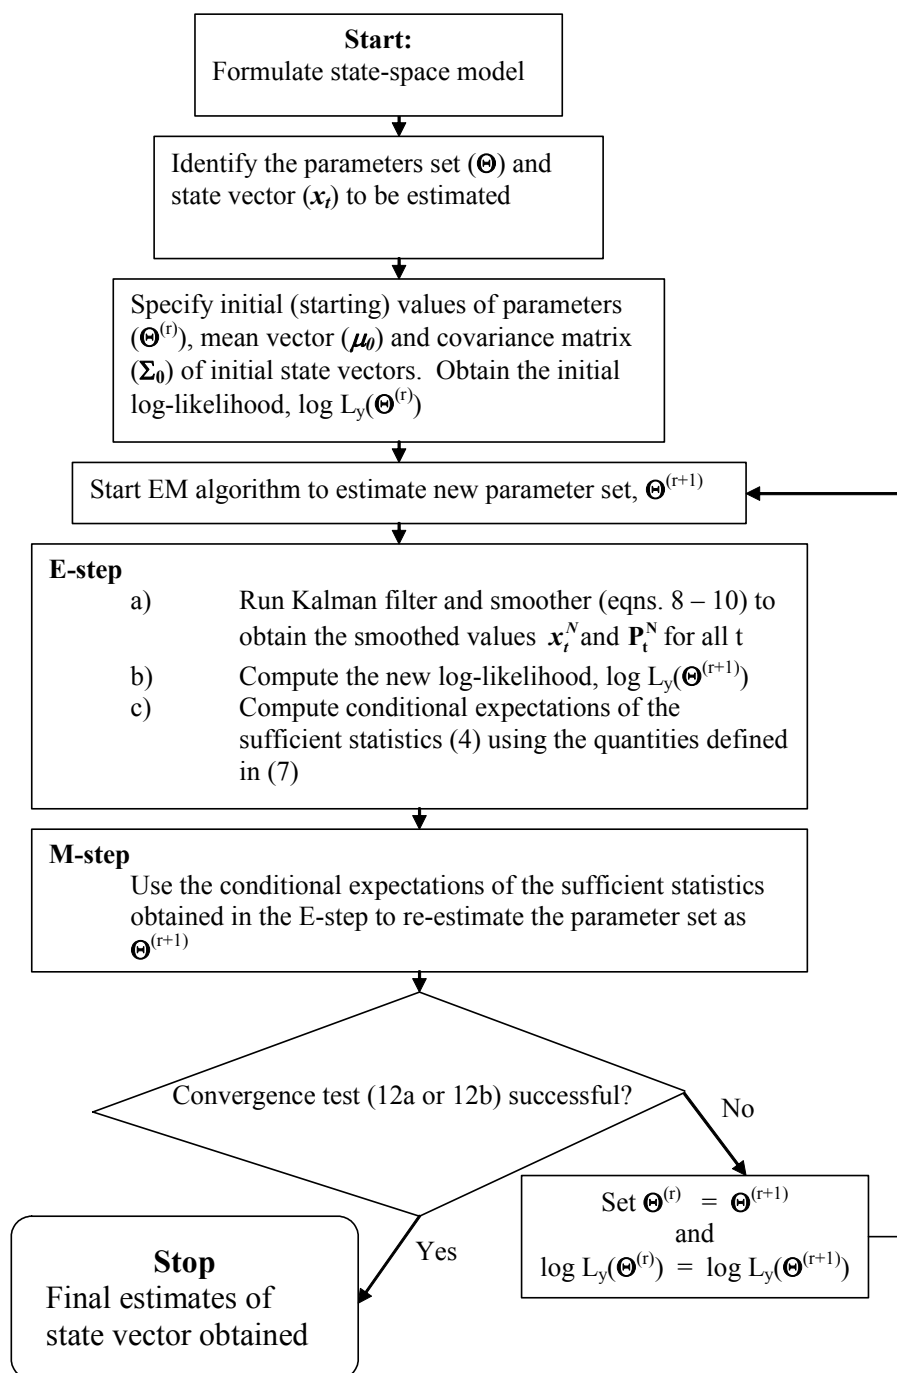 Start:
Formulate state-space model
Identify the parameters set (Θ) and
state vector (xₜ) to be estimated
Specify initial (starting) values of parameters
(Θ⁽ʳ⁾), mean vector (μ₀) and covariance matrix
(Σ₀) of initial state vectors. Obtain the initial
log-likelihood, log L_y(Θ⁽ʳ⁾)
Start EM algorithm to estimate new parameter set, Θ⁽ʳ⁺¹⁾
E-step
a) Run Kalman filter and smoother (eqns. 8 – 10) to
obtain the smoothed values xₜᴺ and Pₜᴺ for all t
b) Compute the new log-likelihood, log L_y(Θ⁽ʳ⁺¹⁾)
c) Compute conditional expectations of the
sufficient statistics (4) using the quantities defined
in (7)
M-step
Use the conditional expectations of the sufficient statistics
obtained in the E-step to re-estimate the parameter set as
Θ⁽ʳ⁺¹⁾
Convergence test (12a or 12b) successful?
No
Set Θ⁽ʳ⁾ = Θ⁽ʳ⁺¹⁾
and
log L_y(Θ⁽ʳ⁾) = log L_y(Θ⁽ʳ⁺¹⁾)
Yes
Stop
Final estimates of
state vector obtained